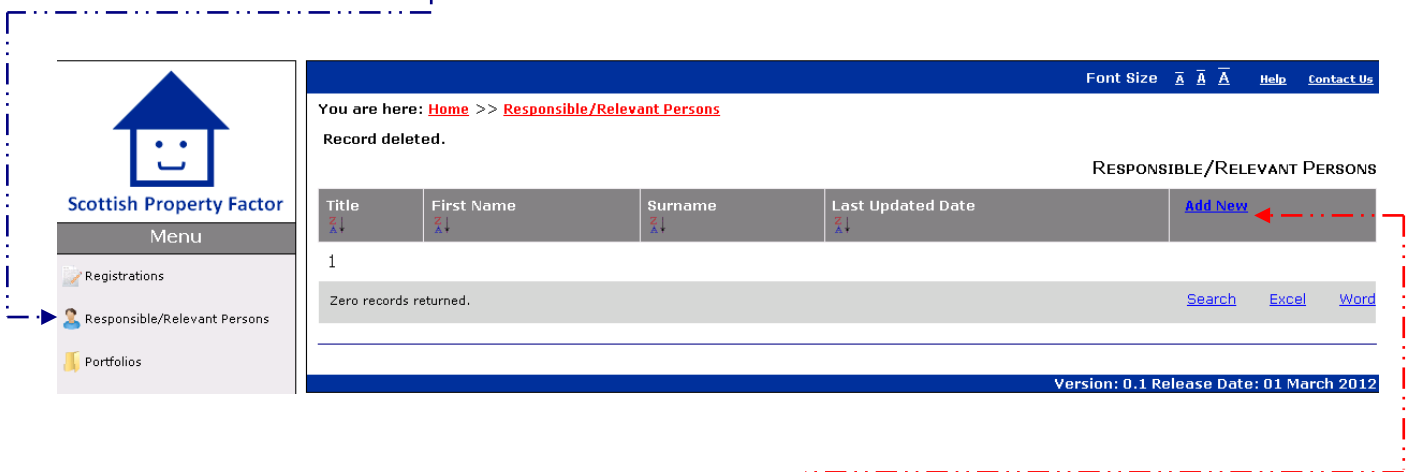 Font Size A A A Help Contact Us
You are here: Home >> Responsible/Relevant Persons
Record deleted.
RESPONSIBLE/RELEVANT PERSONS
Scottish Property Factor
Menu
Registrations
Responsible/Relevant Persons
Portfolios
Title First Name Surname Last Updated Date Add New
Z A Z A Z A Z A
1
Zero records returned. Search Excel Word
Version: 0.1 Release Date: 01 March 2012